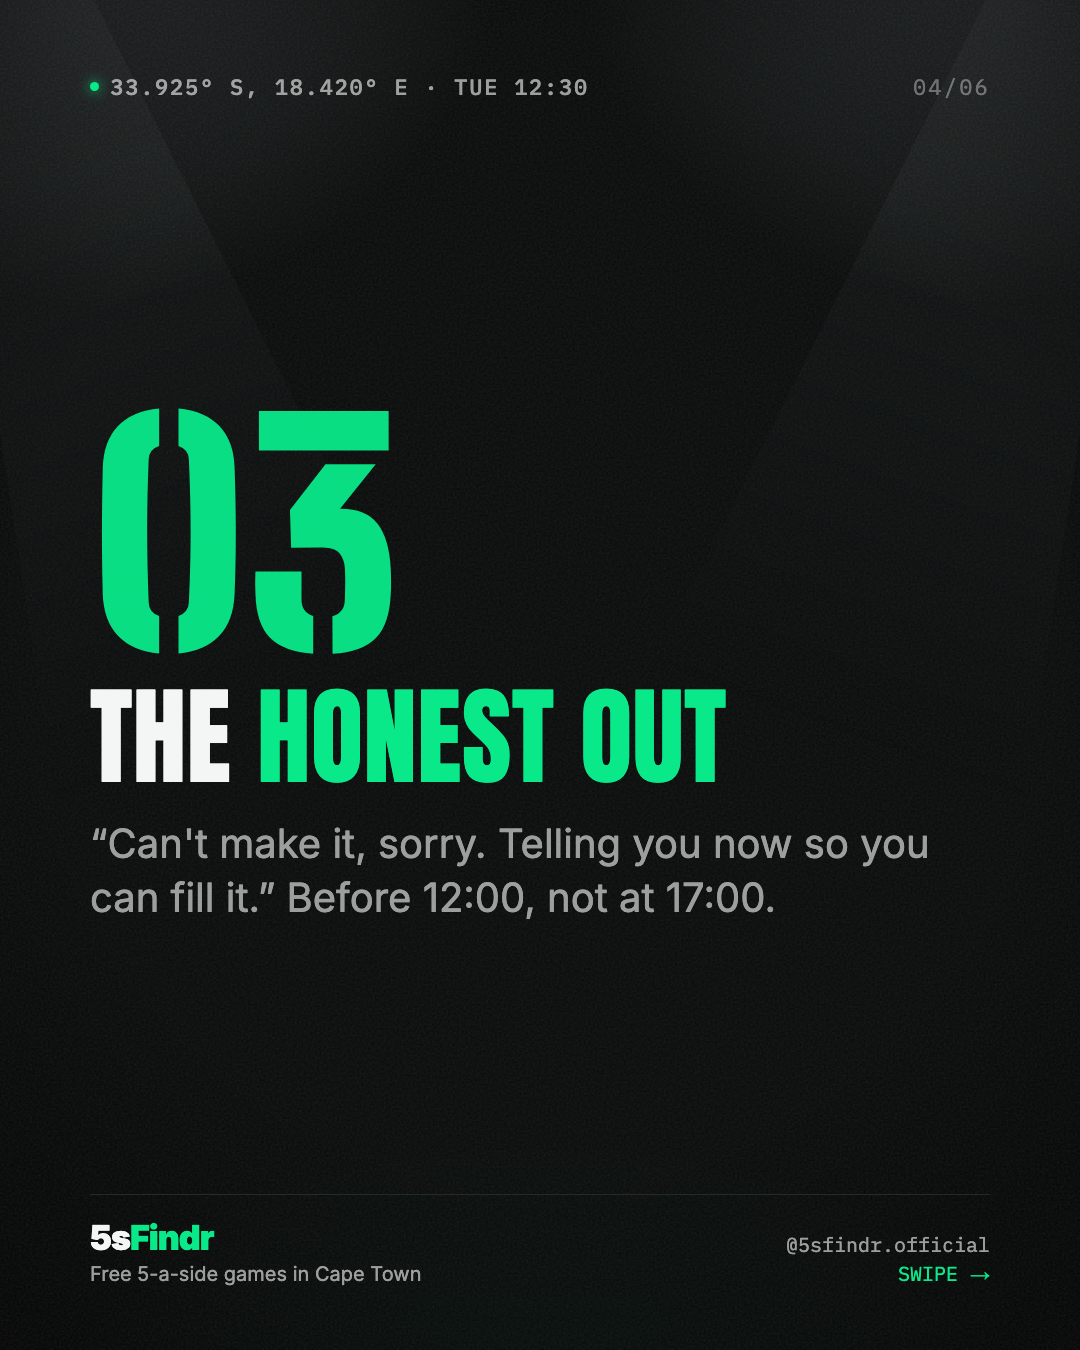 33.925° S, 18.420° E · TUE 12:30
04/06
03
THE HONEST OUT
“Can't make it, sorry. Telling you now so you
can fill it.” Before 12:00, not at 17:00.
5sFindr
Free 5-a-side games in Cape Town
@5sfindr.official
SWIPE →